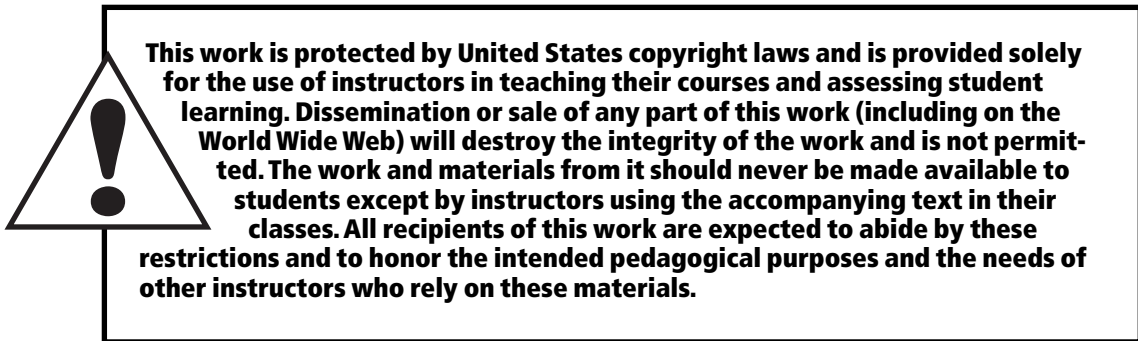 This work is protected by United States copyright laws and is provided solely
for the use of instructors in teaching their courses and assessing student
learning. Dissemination or sale of any part of this work (including on the
World Wide Web) will destroy the integrity of the work and is not permit-
ted. The work and materials from it should never be made available to
students except by instructors using the accompanying text in their
classes. All recipients of this work are expected to abide by these
restrictions and to honor the intended pedagogical purposes and the needs of
other instructors who rely on these materials.